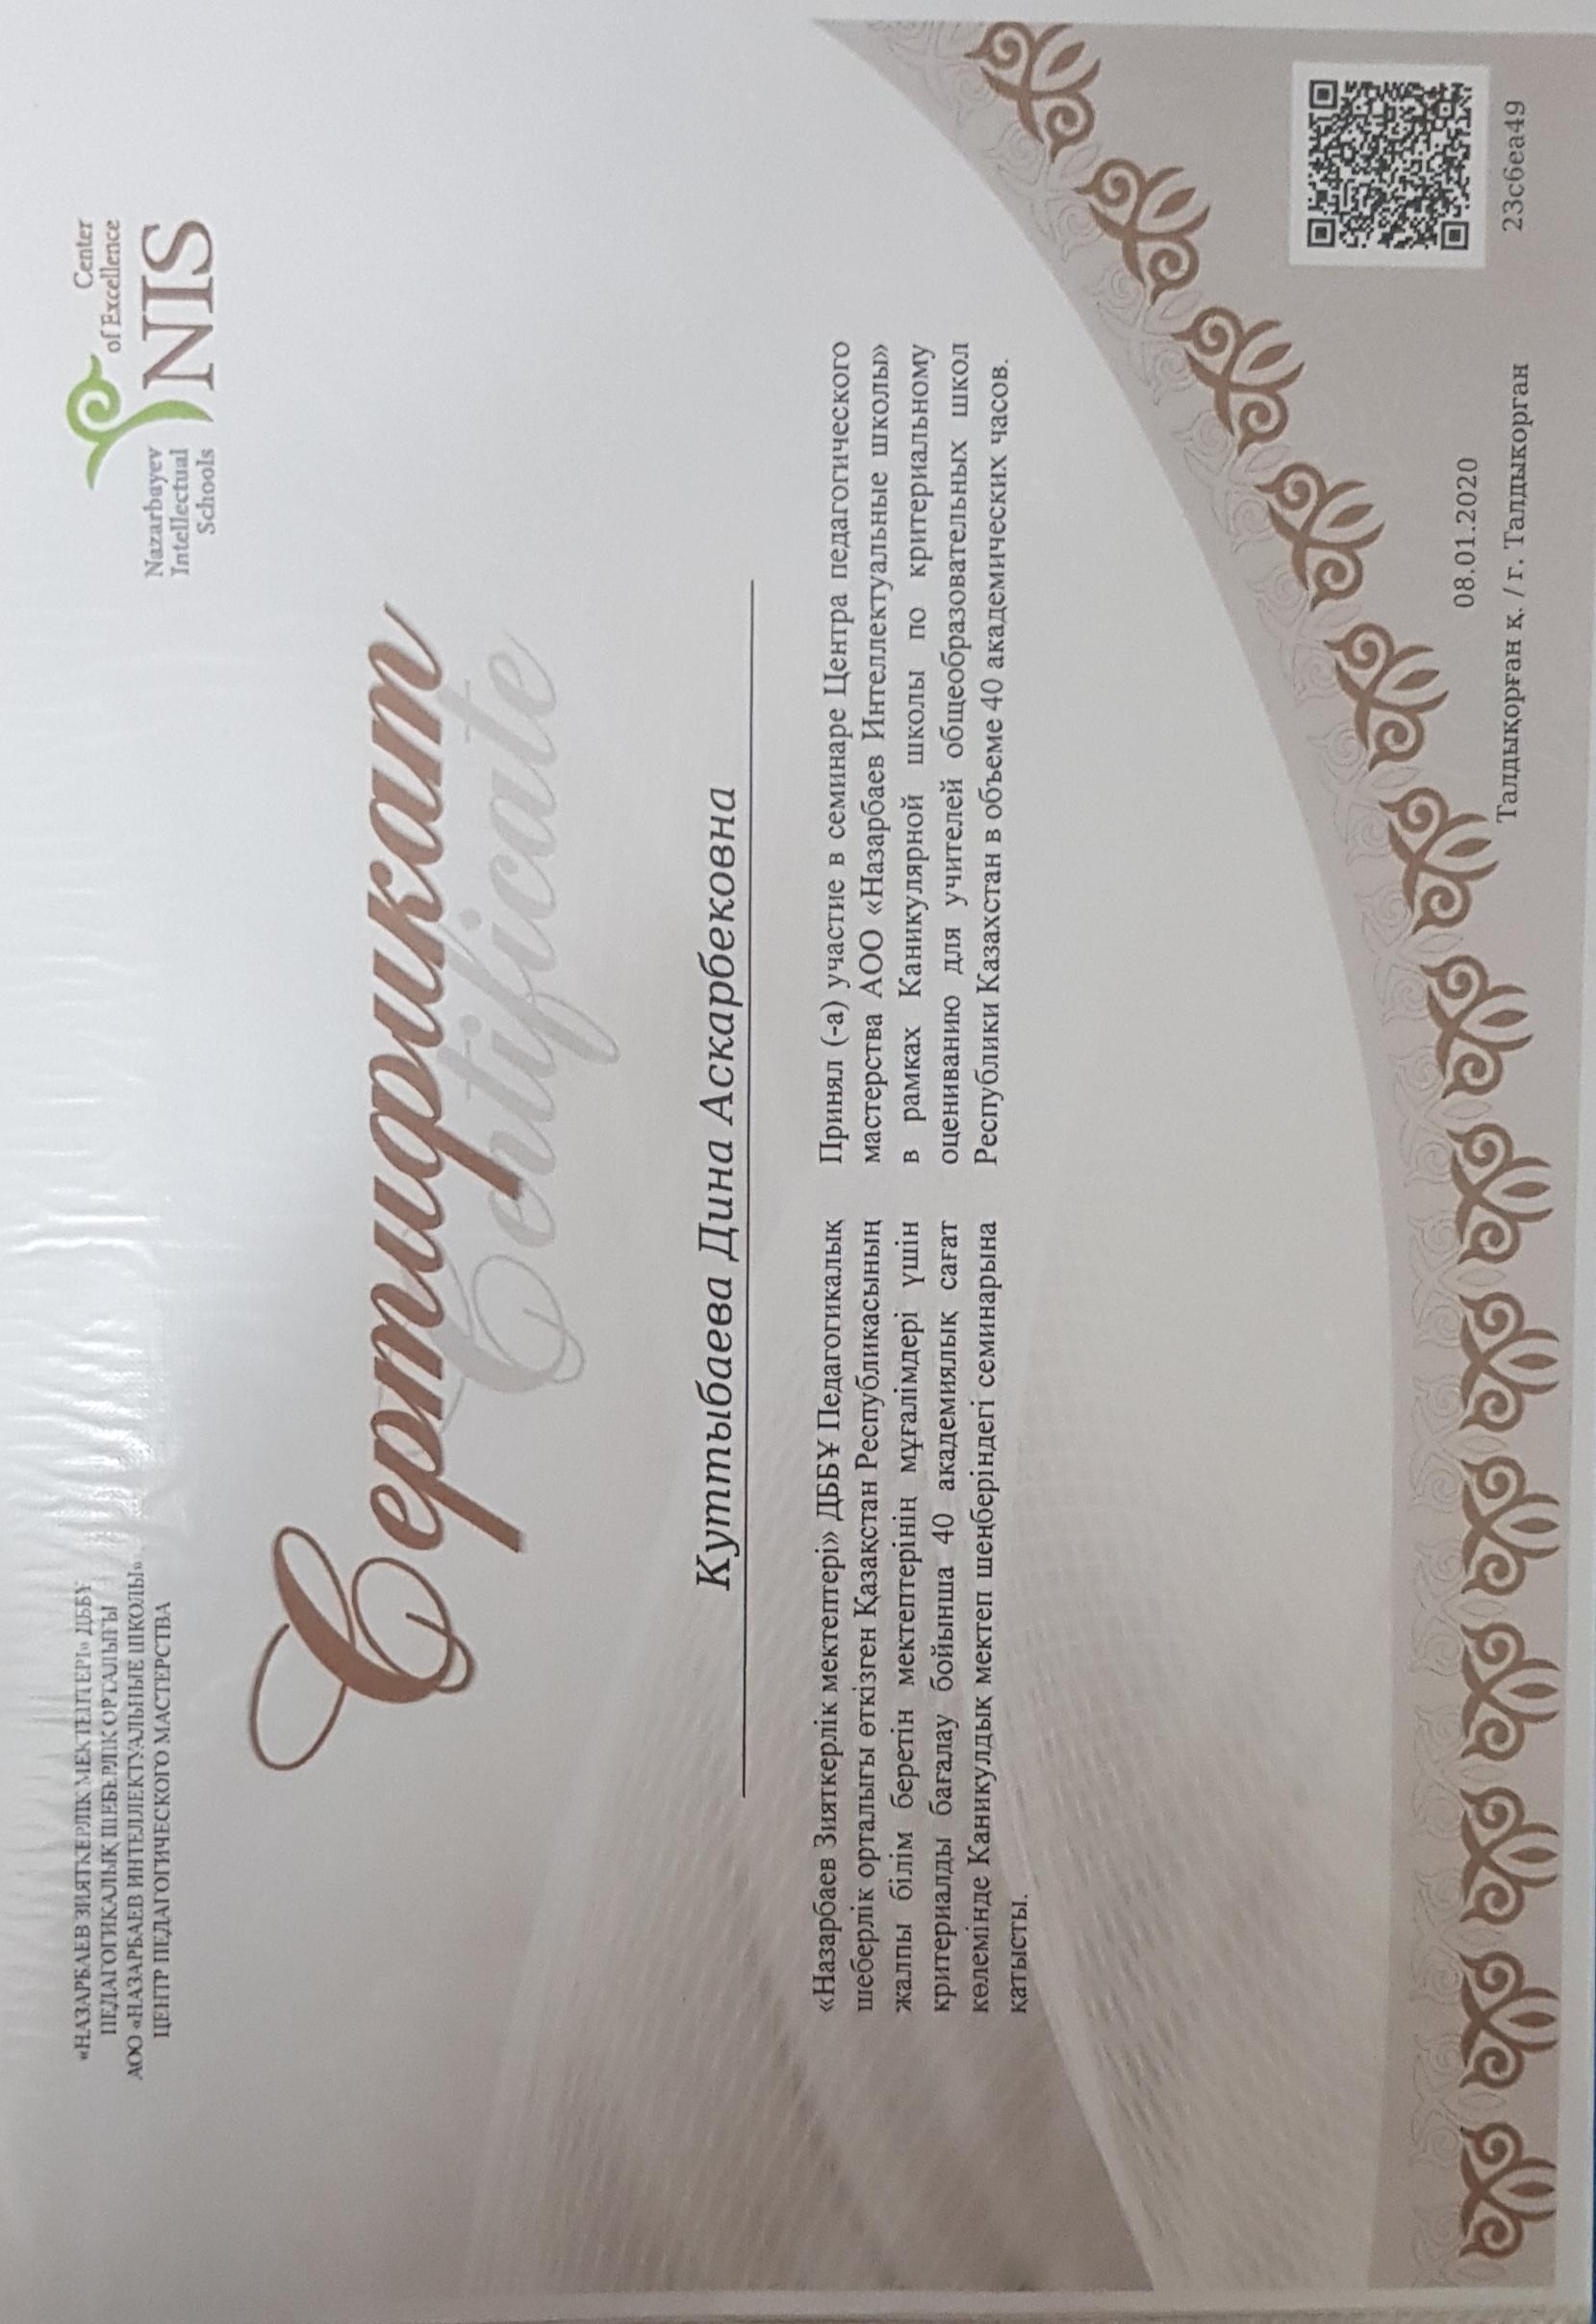 «НАЗАРБАЕВ ЗИЯТКЕРЛІК МЕКТЕПТЕРІ» ДББҰ
ПЕДАГОГИКАЛЫҚ ШЕБЕРЛІК ОРТАЛЫҒЫ
АОО «НАЗАРБАЕВ ИНТЕЛЛЕКТУАЛЬНЫЕ ШКОЛЫ»
ЦЕНТР ПЕДАГОГИЧЕСКОГО МАСТЕРСТВА
Nazarbayev
Intellectual
Schools
Center
of Excellence
NIS
Сертификат
Certificate
Куттыбаева Дина Аскарбековна
«Назарбаев Зияткерлік мектептері» ДББҰ Педагогикалық
шеберлік орталығы өткізген Қазақстан Республикасының
жалпы білім беретін мектептерінің мұғалімдері үшін
критериалды бағалау бойынша 40 академиялық сағат
көлемінде Каникулдық мектеп шеңберіндегі семинарына
қатысты.
Принял (-а) участие в семинаре Центра педагогического
мастерства АОО «Назарбаев Интеллектуальные школы»
в рамках Каникулярной школы по критериальному
оцениванию для учителей общеобразовательных школ
Республики Казахстан в объеме 40 академических часов.
08.01.2020
Талдықорған қ. / г. Талдыкорган
23c6ea49